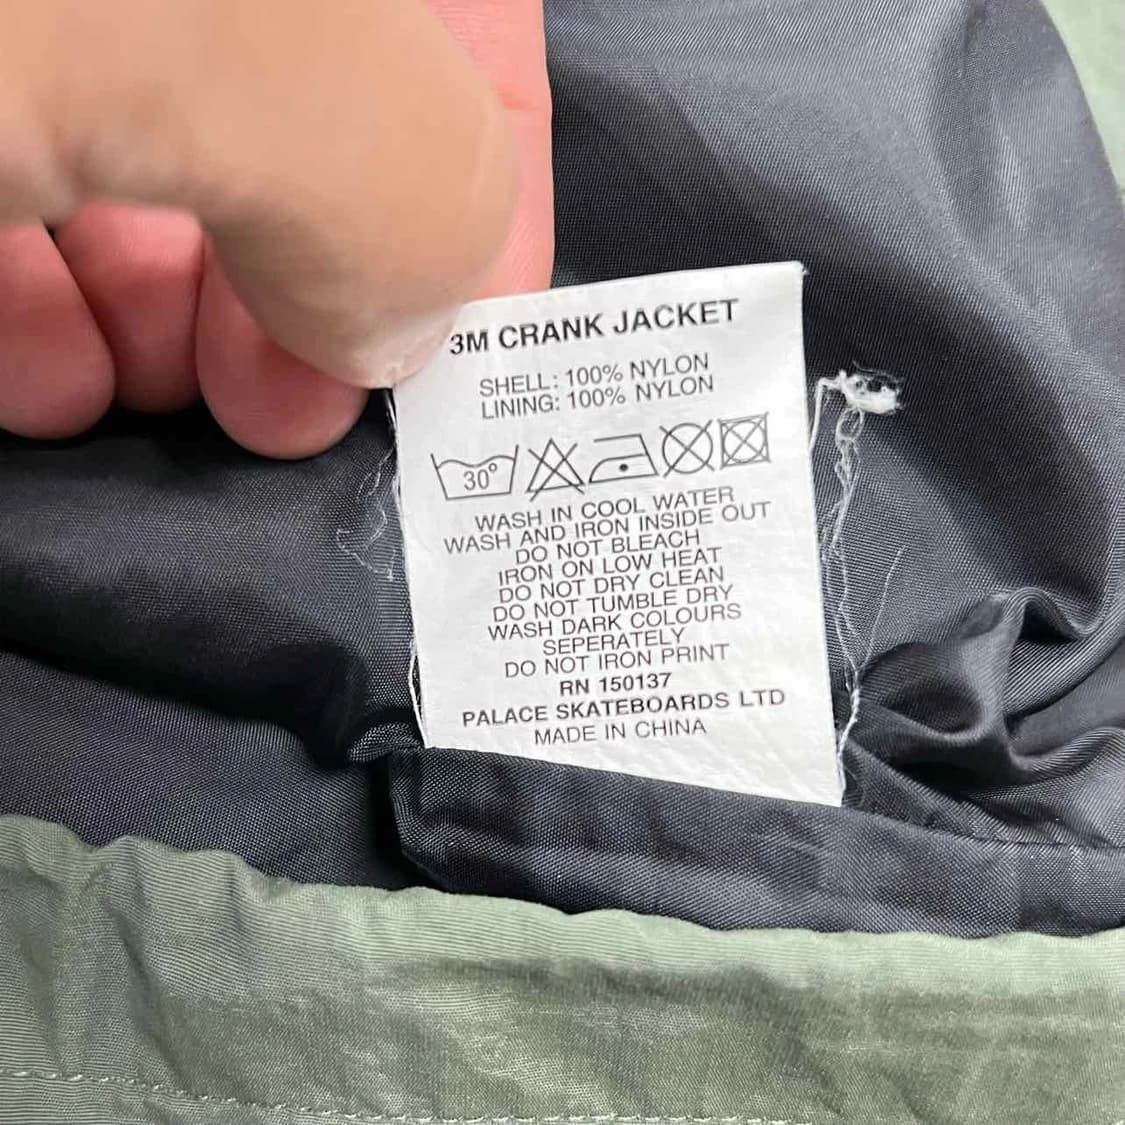 3M CRANK JACKET
SHELL: 100% NYLON
LINING: 100% NYLON
30°
WASH IN COOL WATER
WASH AND IRON INSIDE OUT
DO NOT BLEACH
IRON ON LOW HEAT
DO NOT DRY CLEAN
DO NOT TUMBLE DRY
WASH DARK COLOURS
SEPERATELY
DO NOT IRON PRINT
RN 150137
PALACE SKATEBOARDS LTD
MADE IN CHINA